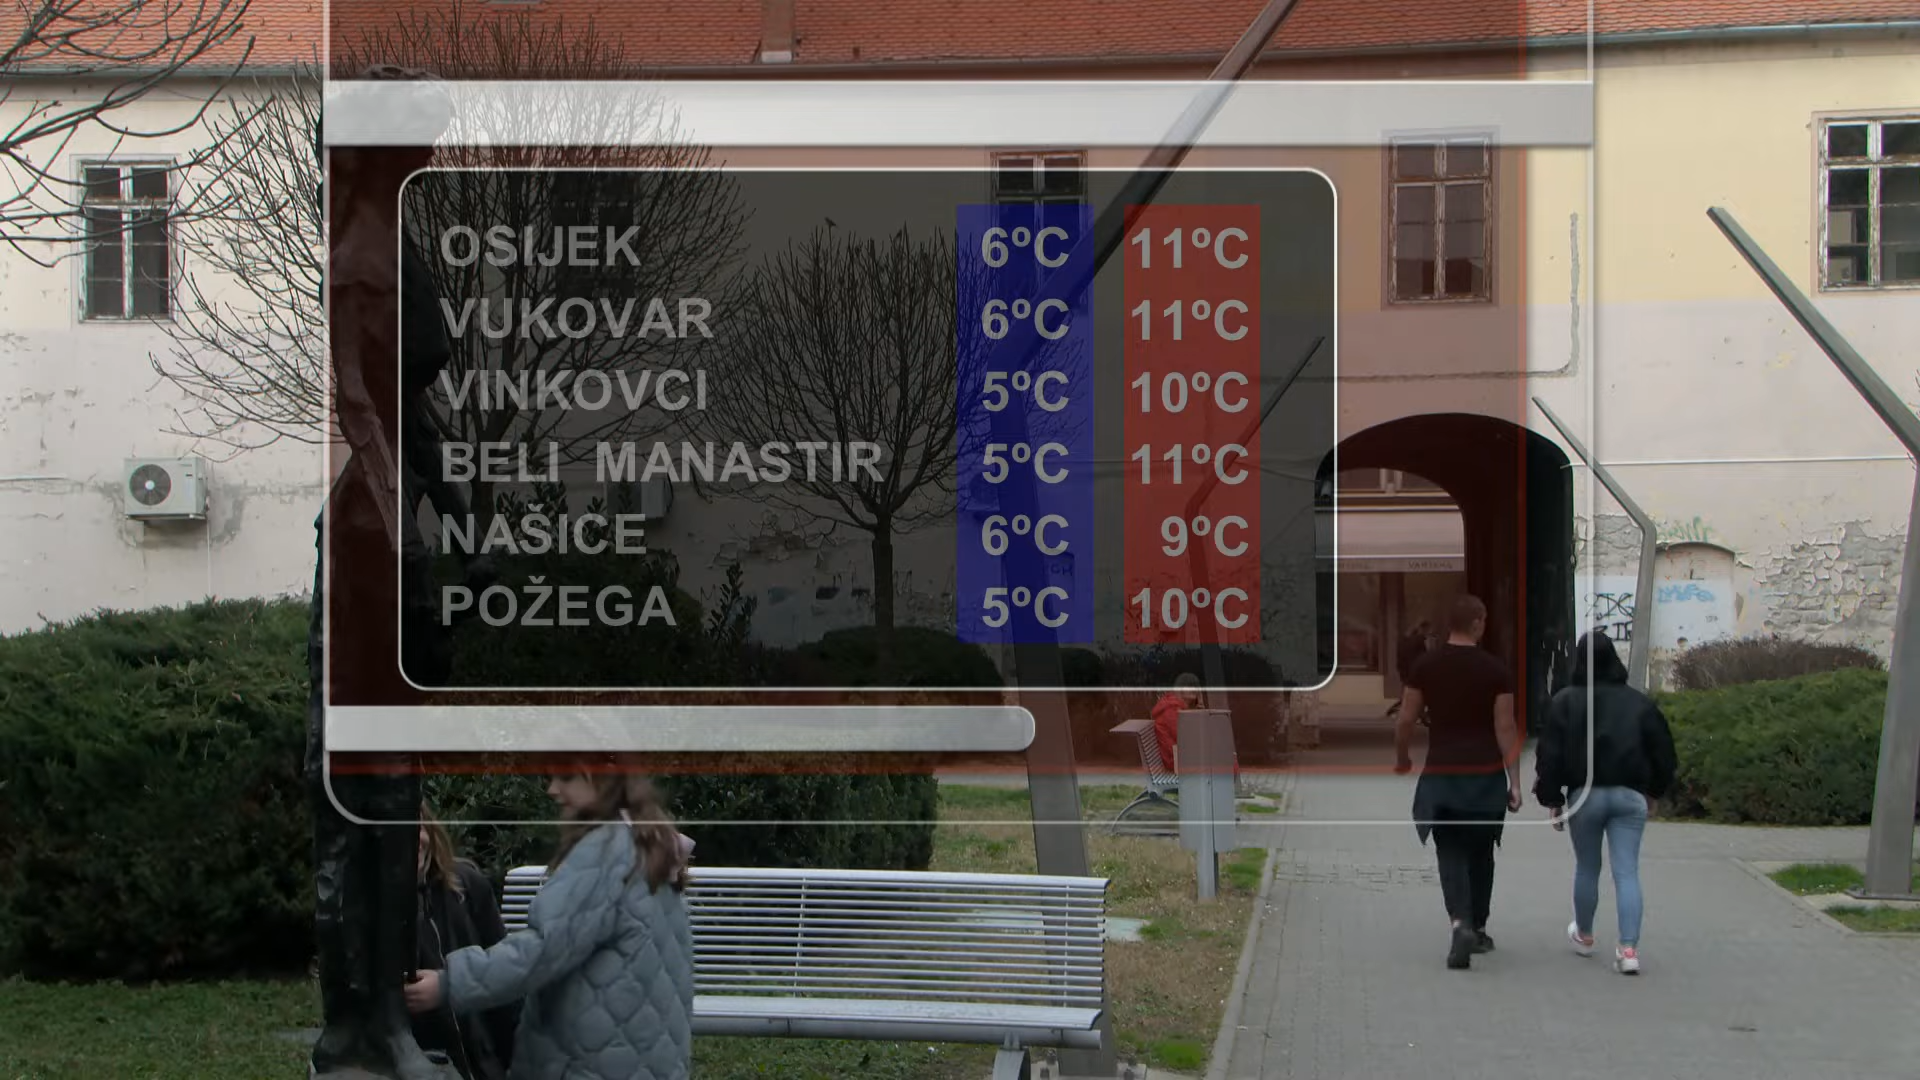 OSIJEK 6ºC 11ºC
VUKOVAR 6ºC 11ºC
VINKOVCI 5ºC 10ºC
BELI MANASTIR 5ºC 11ºC
NAŠICE 6ºC 9ºC
POŽEGA 5ºC 10ºC